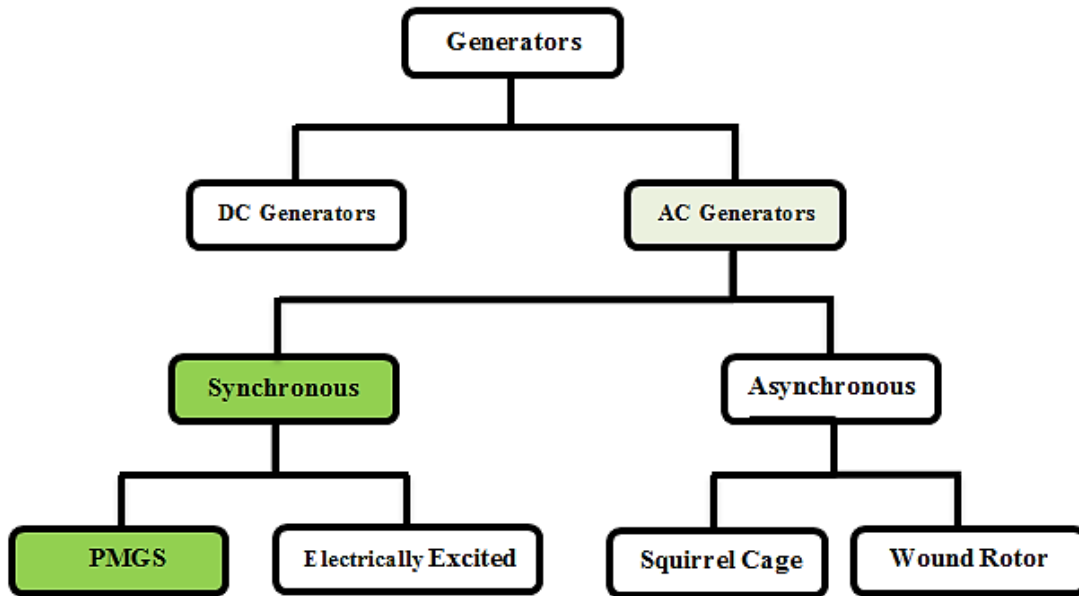 Generators
DC Generators
AC Generators
Synchronous
Asynchronous
PMGS
Electrically Excited
Squirrel Cage
Wound Rotor